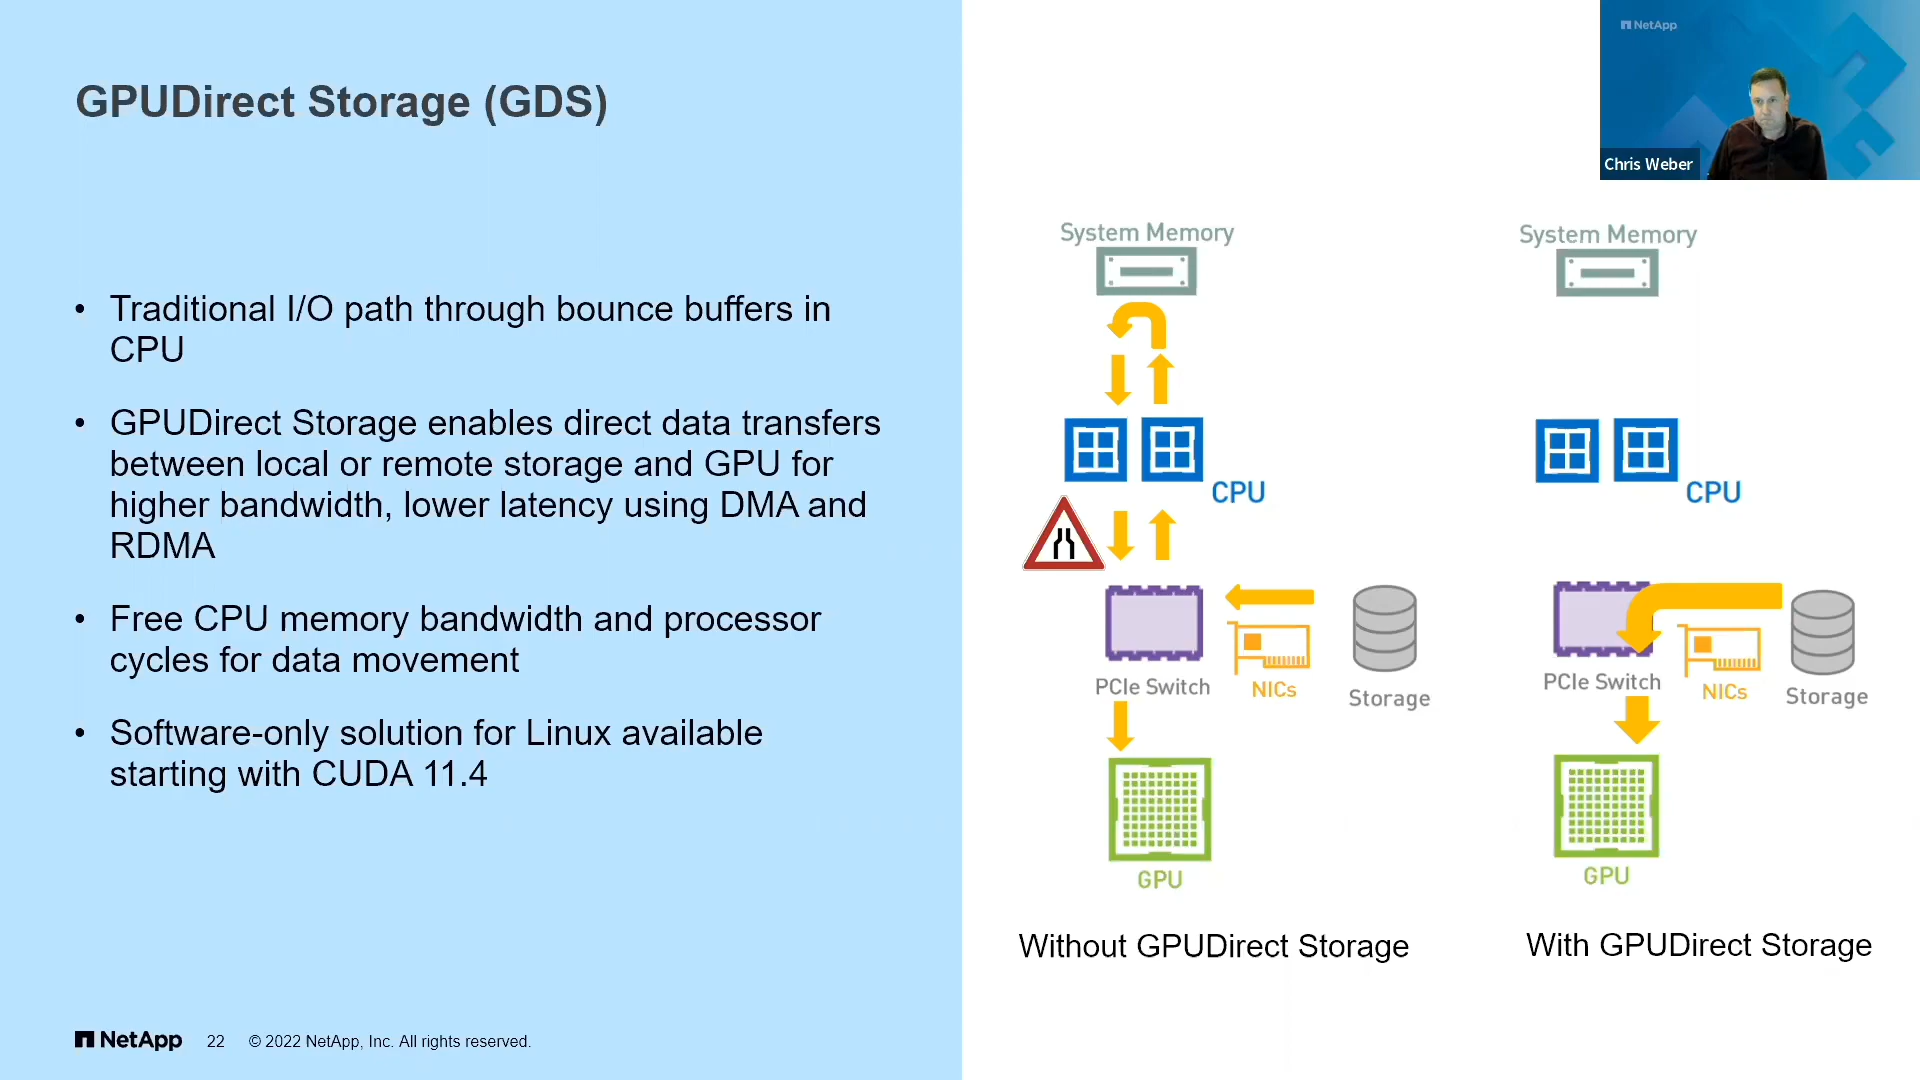 NetApp
Chris Weber
GPUDirect Storage (GDS)
• Traditional I/O path through bounce buffers in
CPU
• GPUDirect Storage enables direct data transfers
between local or remote storage and GPU for
higher bandwidth, lower latency using DMA and
RDMA
• Free CPU memory bandwidth and processor
cycles for data movement
• Software-only solution for Linux available
starting with CUDA 11.4
System Memory
CPU
PCIe Switch
NICs
Storage
GPU
Without GPUDirect Storage
System Memory
CPU
PCIe Switch
NICs
Storage
GPU
With GPUDirect Storage
NetApp 22 © 2022 NetApp, Inc. All rights reserved.